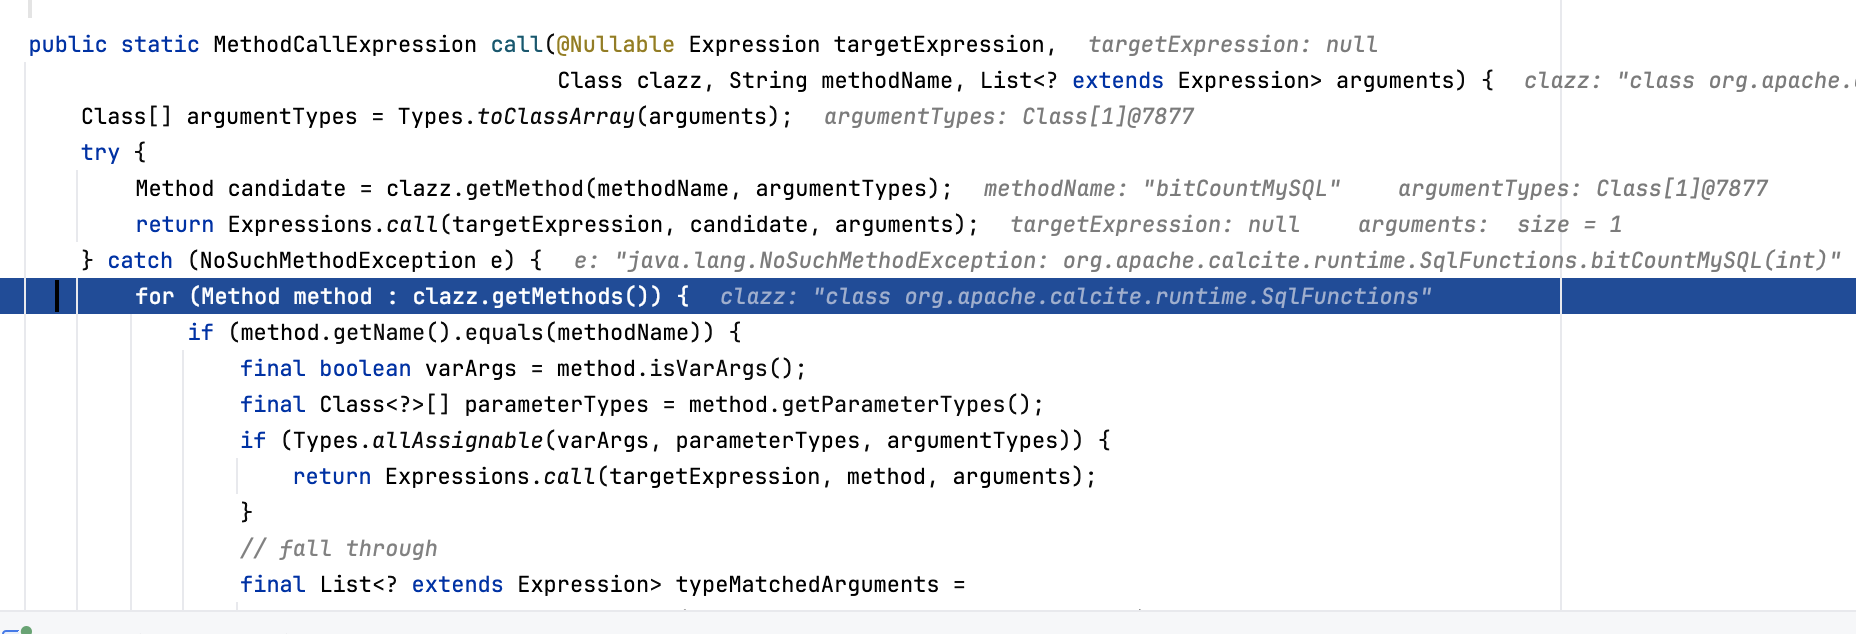 public static MethodCallExpression call(@Nullable Expression targetExpression,  targetExpression: null
Class clazz, String methodName, List<? extends Expression> arguments) {  clazz: "class org.apache.
Class[] argumentTypes = Types.toClassArray(arguments);  argumentTypes: Class[1]@7877
try {
Method candidate = clazz.getMethod(methodName, argumentTypes);  methodName: "bitCountMySQL"    argumentTypes: Class[1]@7877
return Expressions.call(targetExpression, candidate, arguments);  targetExpression: null    arguments:  size = 1
} catch (NoSuchMethodException e) {  e: "java.lang.NoSuchMethodException: org.apache.calcite.runtime.SqlFunctions.bitCountMySQL(int)"
for (Method method : clazz.getMethods()) {  clazz: "class org.apache.calcite.runtime.SqlFunctions"
if (method.getName().equals(methodName)) {
final boolean varArgs = method.isVarArgs();
final Class<?>[] parameterTypes = method.getParameterTypes();
if (Types.allAssignable(varArgs, parameterTypes, argumentTypes)) {
return Expressions.call(targetExpression, method, arguments);
}
// fall through
final List<? extends Expression> typeMatchedArguments =